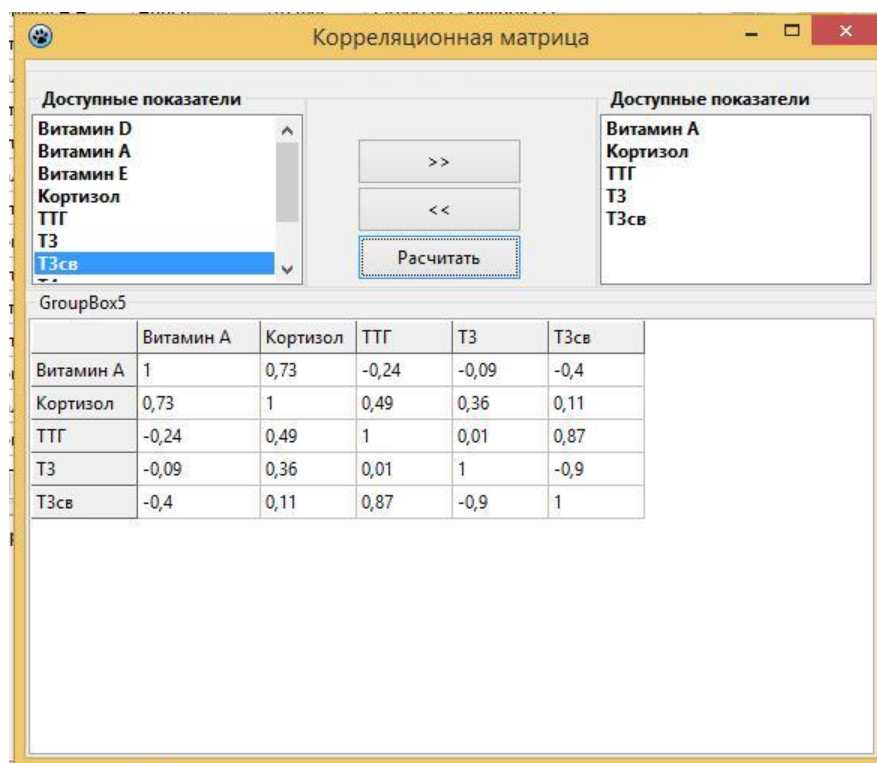 Корреляционная матрица
Доступные показатели
Витамин D
Витамин А
Витамин Е
Кортизол
ТТГ
Т3
Т3св
>>
<<
Расчитать
Доступные показатели
Витамин А
Кортизол
ТТГ
Т3
Т3св
GroupBox5
Витамин А Кортизол ТТГ Т3 Т3св
Витамин А 1 0,73 -0,24 -0,09 -0,4
Кортизол 0,73 1 0,49 0,36 0,11
ТТГ -0,24 0,49 1 0,01 0,87
Т3 -0,09 0,36 0,01 1 -0,9
Т3св -0,4 0,11 0,87 -0,9 1